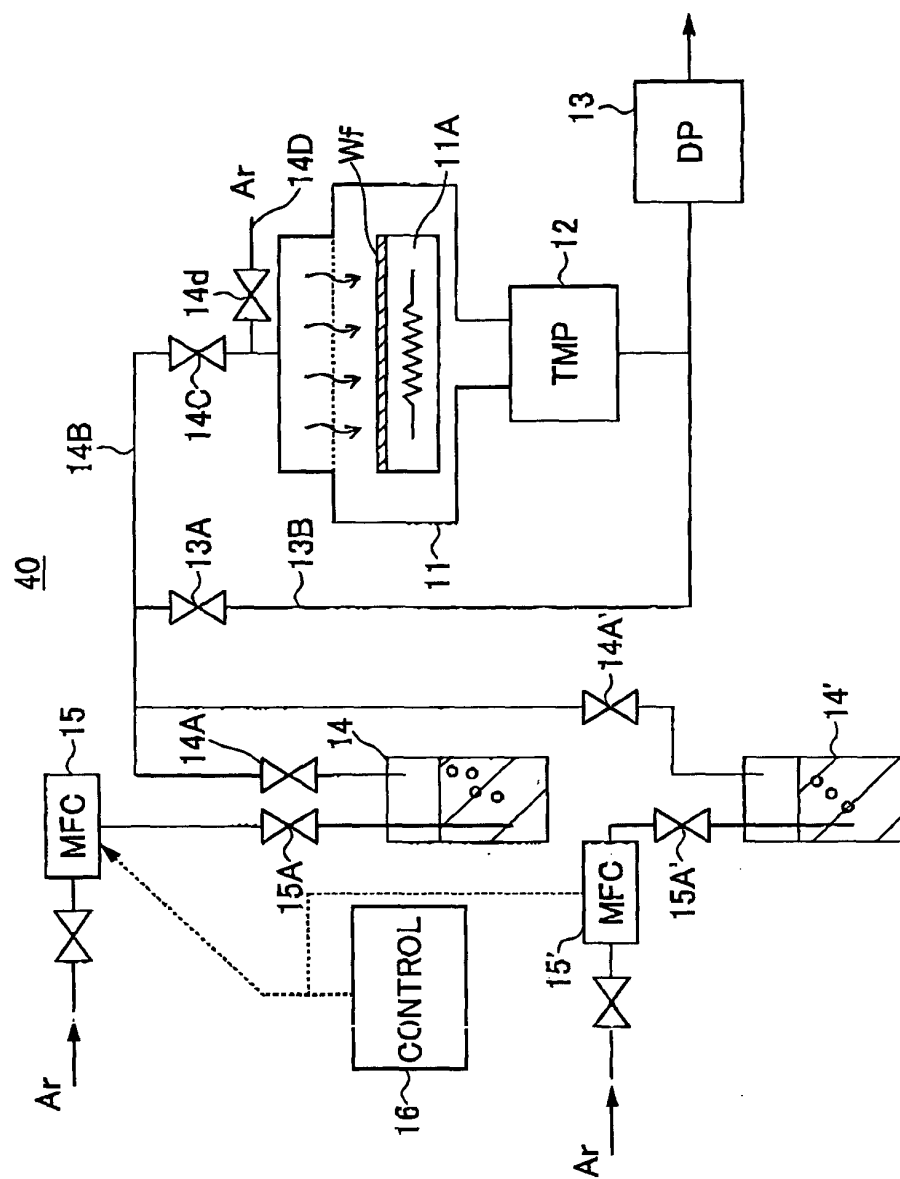 40
Ar
MFC
15
15A
14A
14
14B
13A
13B
14C
14d
Ar
14D
Wf
11A
11
TMP
12
DP
13
CONTROL
16
Ar
MFC
15'
15A'
14A'
14'